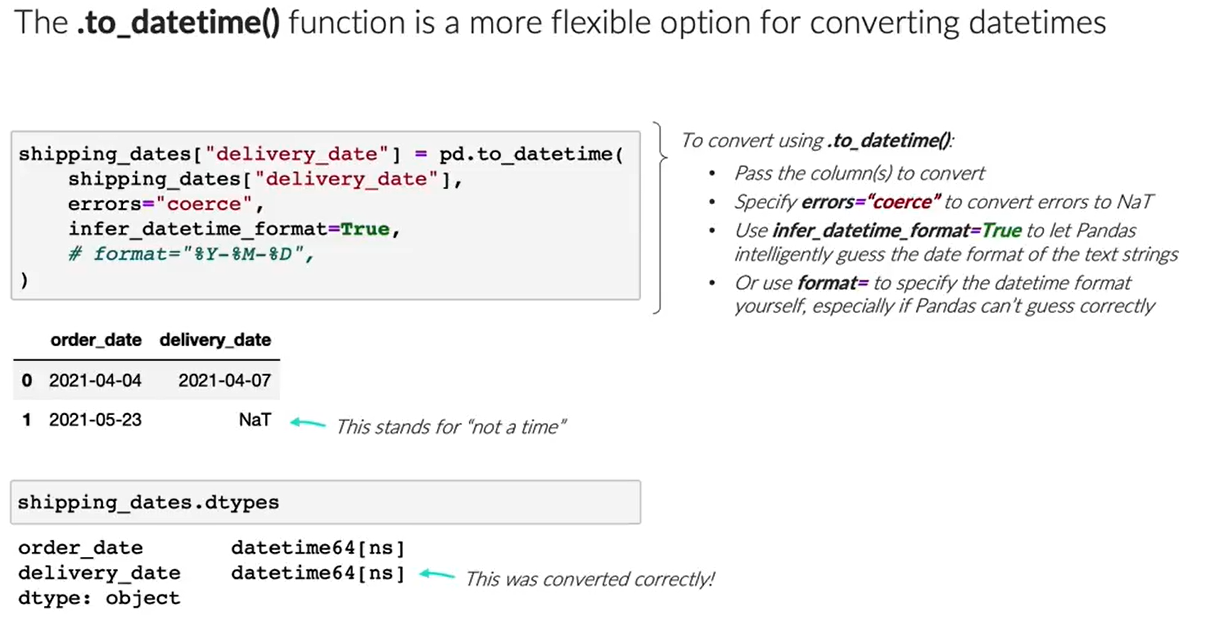 The .to_datetime() function is a more flexible option for converting datetimes
shipping_dates["delivery_date"] = pd.to_datetime(
    shipping_dates["delivery_date"],
    errors="coerce",
    infer_datetime_format=True,
    # format="%Y-%M-%D",
)
To convert using .to_datetime():
• Pass the column(s) to convert
• Specify errors=“coerce” to convert errors to NaT
• Use infer_datetime_format=True to let Pandas
intelligently guess the date format of the text strings
• Or use format= to specify the datetime format
yourself, especially if Pandas can’t guess correctly
order_date delivery_date
0 2021-04-04 2021-04-07
1 2021-05-23 NaT
This stands for “not a time”
shipping_dates.dtypes
order_date datetime64[ns]
delivery_date datetime64[ns]
This was converted correctly!
dtype: object